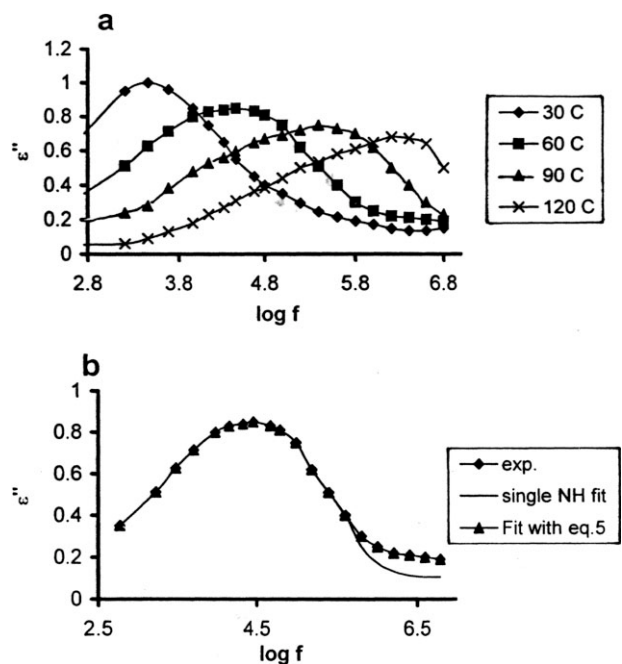 a
1.2
1
0.8
0.6
0.4
0.2
0
ε"
2.8 3.8 4.8 5.8 6.8
log f
30 C
60 C
90 C
120 C
b
1
0.8
0.6
0.4
0.2
0
ε"
2.5 4.5 6.5
log f
exp.
single NH fit
Fit with eq.5